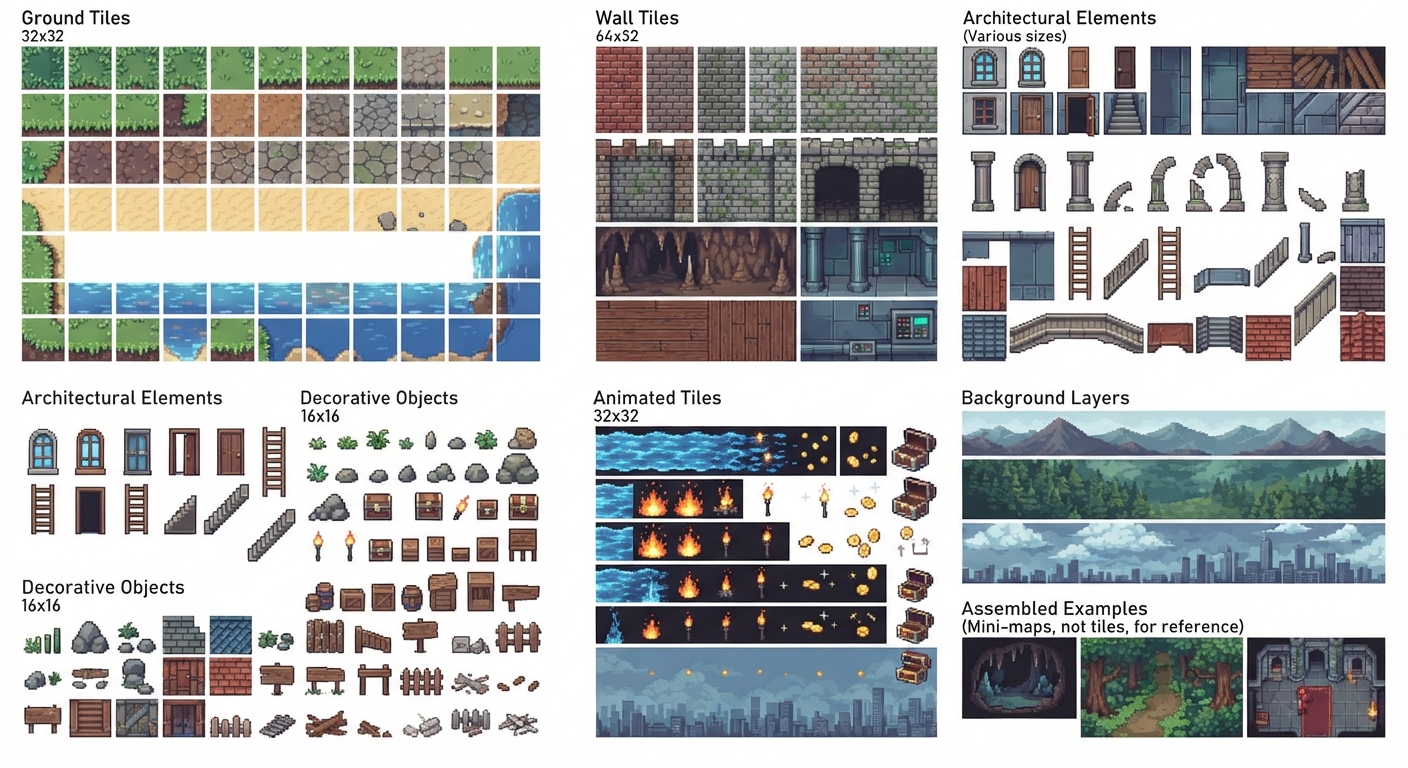 Ground Tiles
32x32
Wall Tiles
64x52
Architectural Elements
(Various sizes)
Architectural Elements
Decorative Objects
16x16
Decorative Objects
16x16
Animated Tiles
32x32
Background Layers
Assembled Examples
(Mini-maps, not tiles, for reference)